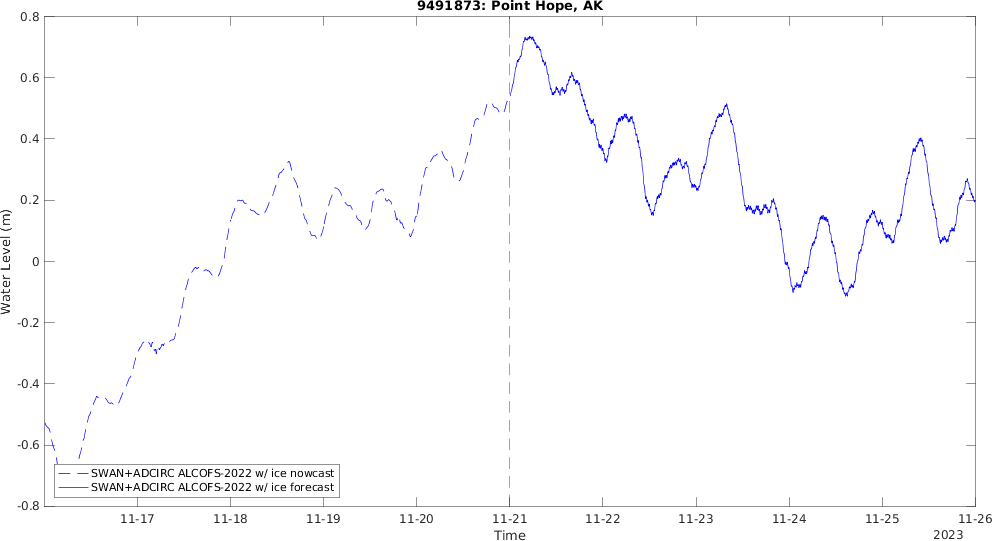 9491873: Point Hope, AK
0.8
0.6
0.4
0.2
0
-0.2
-0.4
-0.6
-0.8
Water Level (m)
SWAN+ADCIRC ALCOFS-2022 w/ ice nowcast
SWAN+ADCIRC ALCOFS-2022 w/ ice forecast
11-17 11-18 11-19 11-20 11-21 11-22 11-23 11-24 11-25 11-26
Time
2023